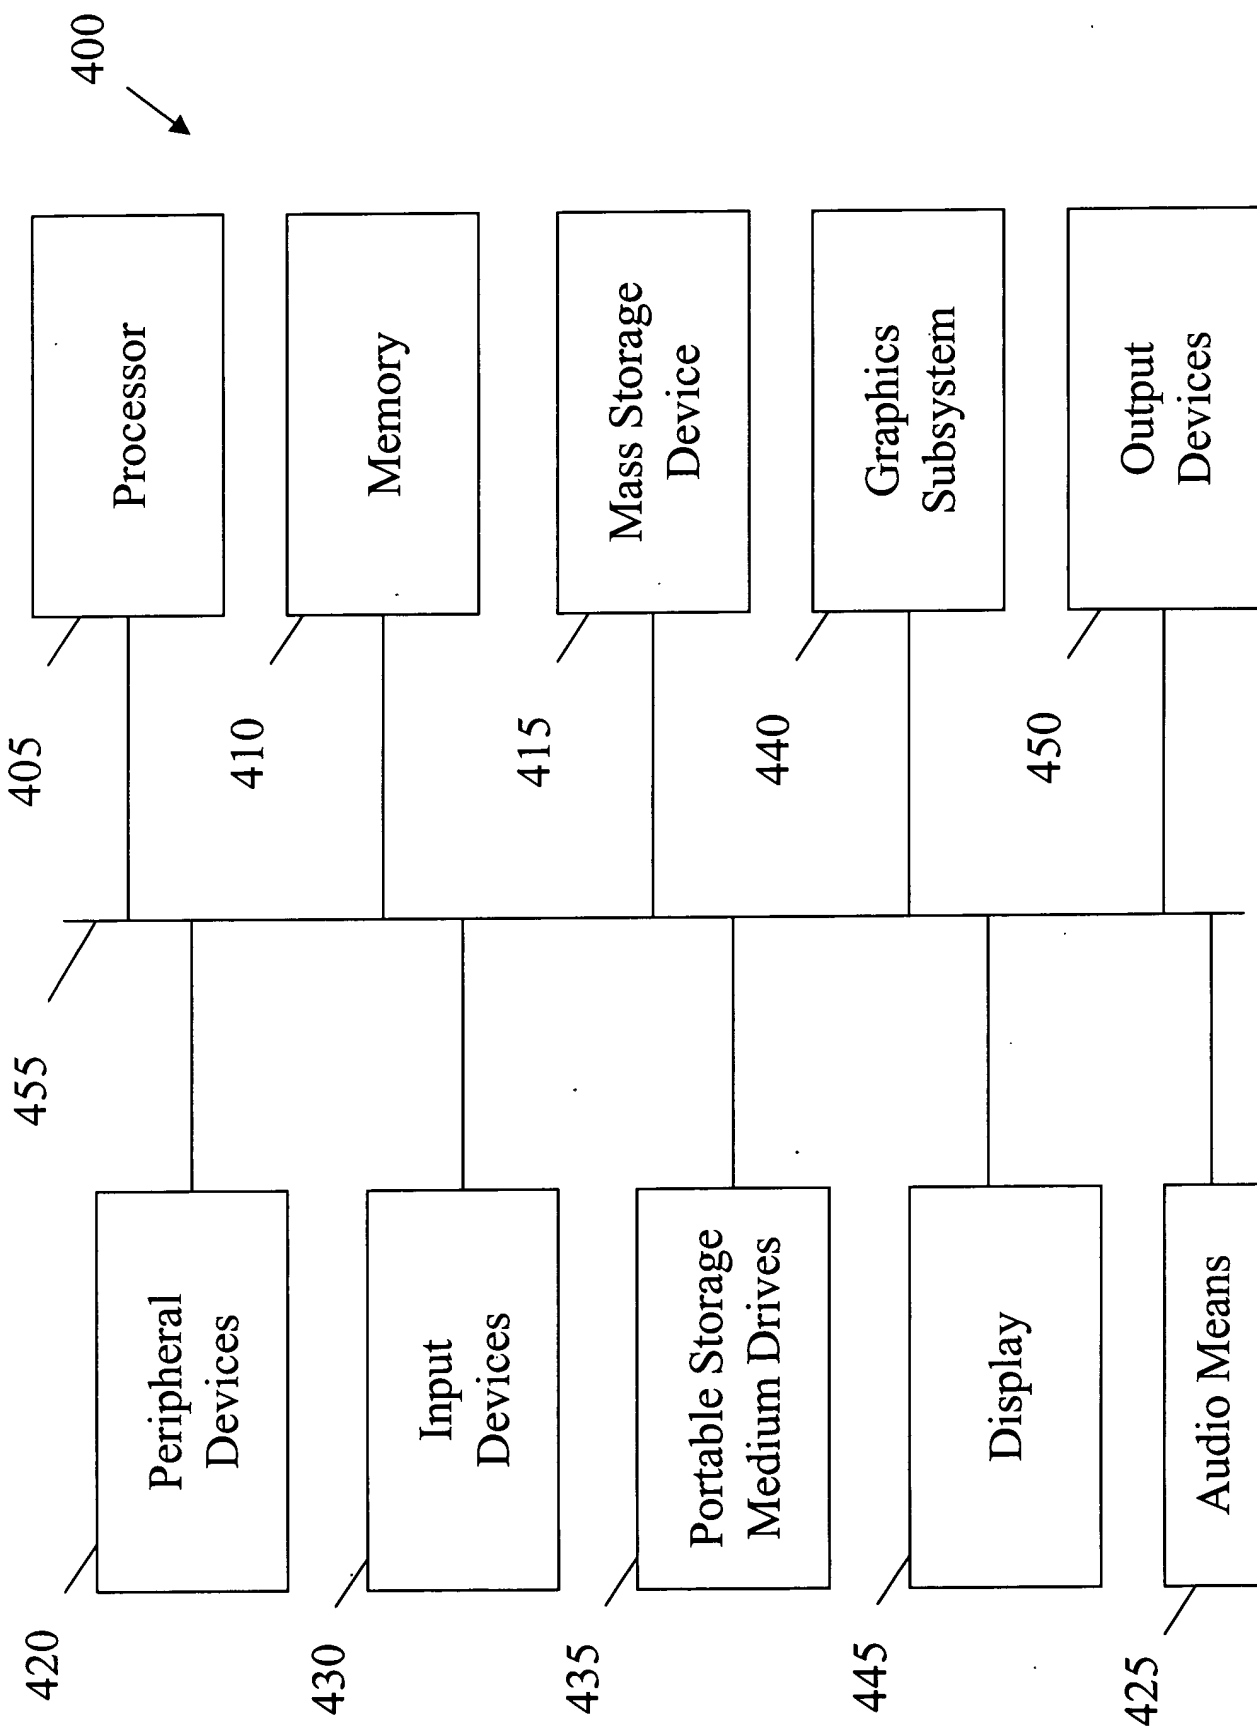 400
405
Processor
410
Memory
415
Mass Storage
Device
440
Graphics
Subsystem
450
Output
Devices
455
420
Peripheral
Devices
430
Input
Devices
435
Portable Storage
Medium Drives
445
Display
425
Audio Means